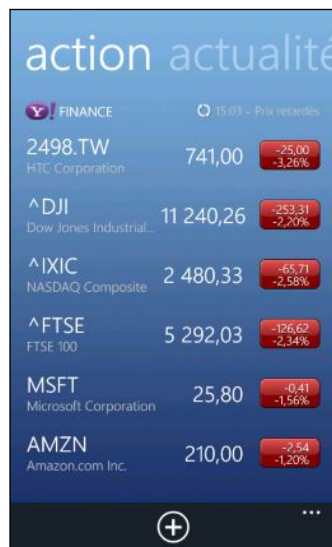 action actualité
Y! FINANCE 15:03 – Prix retardés
2498.TW 741,00 -25,00
HTC Corporation -3,26%
^DJI 11 240,26 -253,31
Dow Jones Industrial... -2,20%
^IXIC 2 480,33 -65,71
NASDAQ Composite -2,58%
^FTSE 5 292,03 -126,62
FTSE 100 -2,34%
MSFT 25,80 -0,41
Microsoft Corporation -1,56%
AMZN 210,00 -2,54
Amazon.com Inc. -1,20%